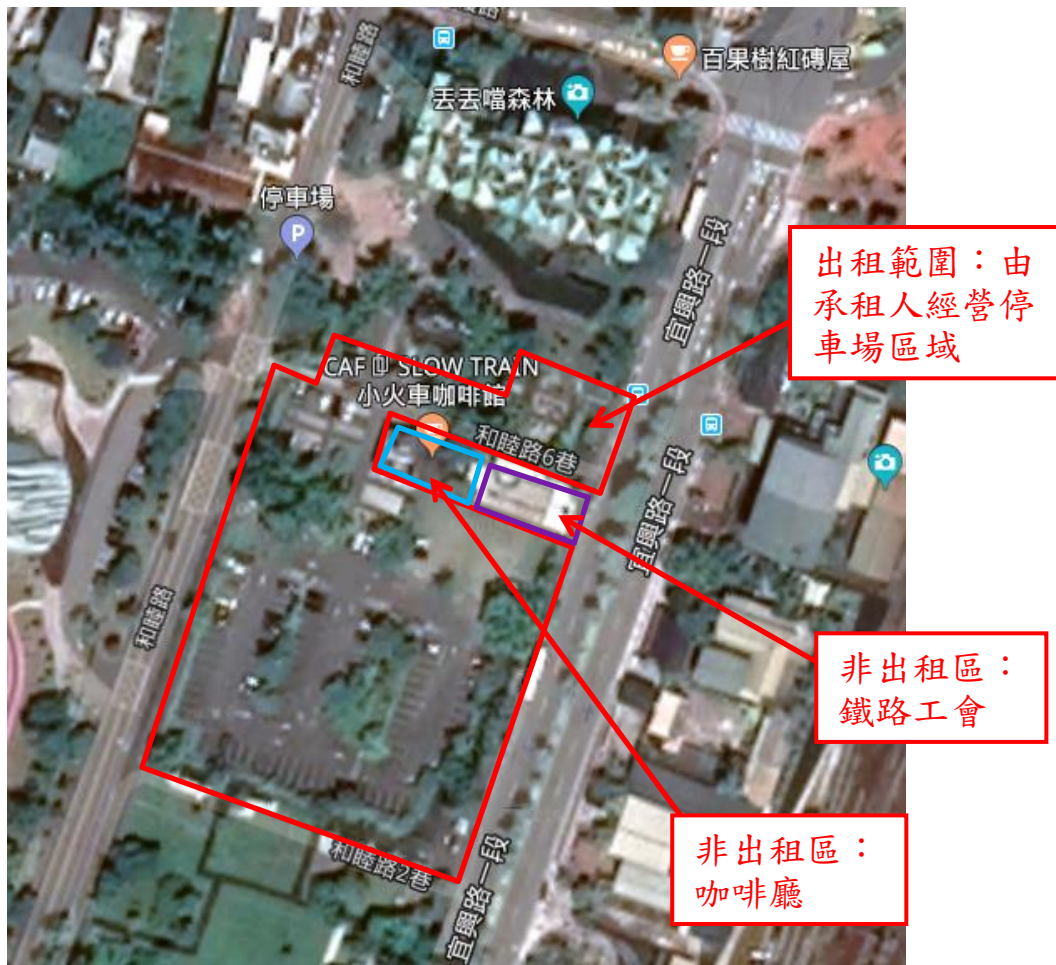 和睦路
百果樹紅磚屋
丟丟噹森林
停車場
P
宜興路一段
出租範圍：由
承租人經營停
車場區域
CAF SLOW TRAIN
小火車咖啡館
和睦路6巷
宜興路一段
和睦路
非出租區：
鐵路工會
非出租區：
咖啡廳
和睦路2巷
宜興路一段